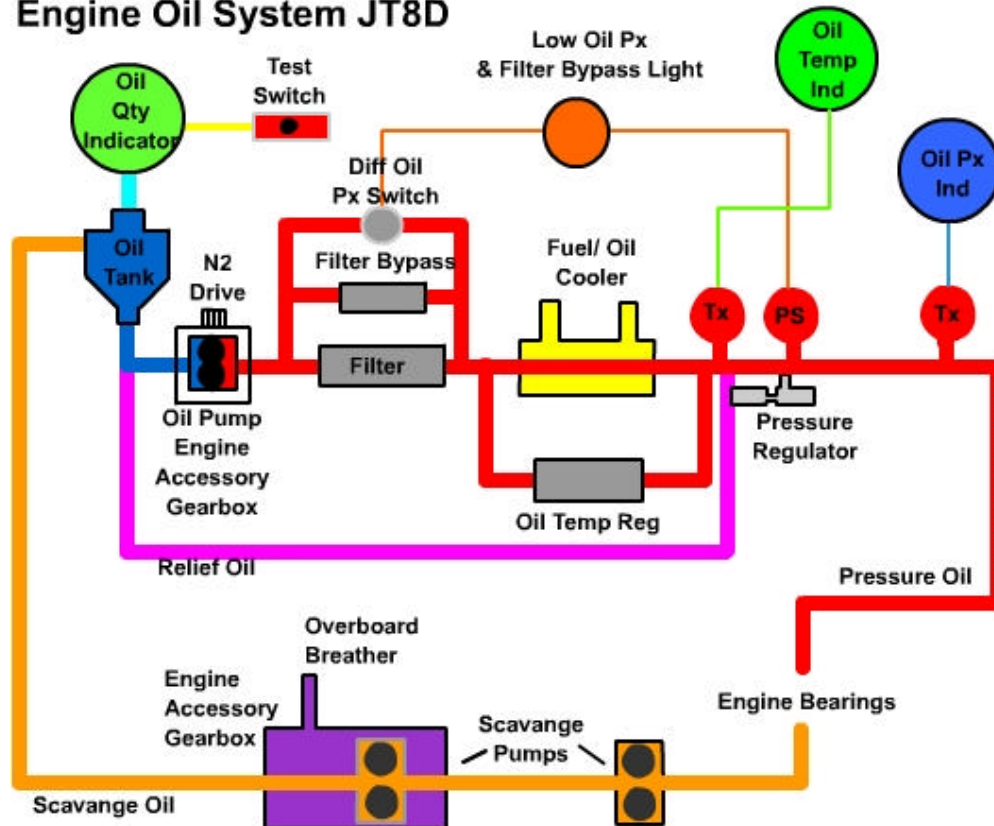 Engine Oil System JT8D
Oil
Qty
Indicator
Test
Switch
Low Oil Px
& Filter Bypass Light
Oil
Temp
Ind
Oil Px
Ind
Diff Oil
Px Switch
Oil
Tank
N2
Drive
Filter Bypass
Fuel/ Oil
Cooler
Tx
PS
Tx
Filter
Oil Pump
Engine
Accessory
Gearbox
Pressure
Regulator
Oil Temp Reg
Relief Oil
Pressure Oil
Overboard
Breather
Engine
Accessory
Gearbox
Scavange
Pumps
Engine Bearings
Scavange Oil